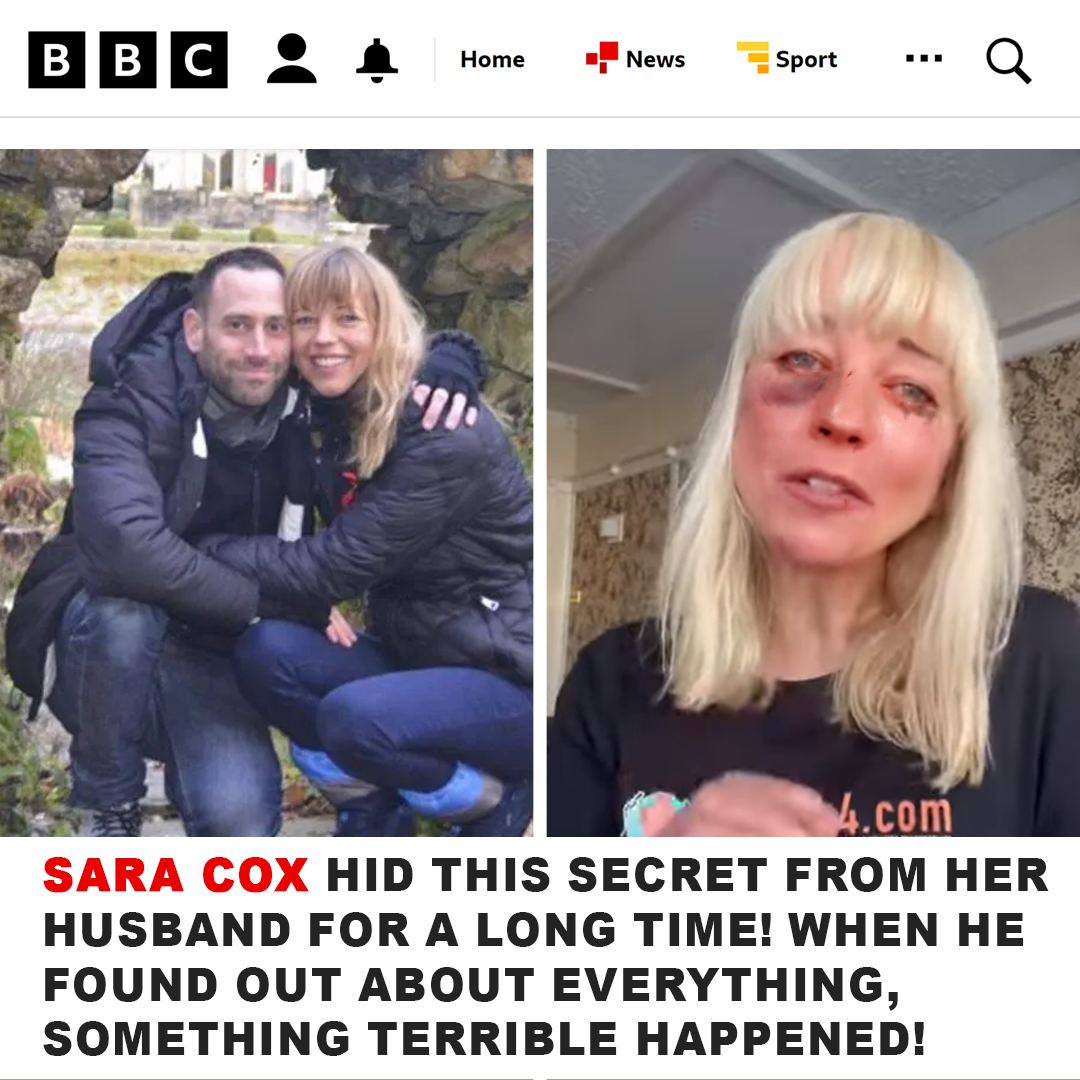 BBC Home News Sport
4.com
SARA COX HID THIS SECRET FROM HER
HUSBAND FOR A LONG TIME! WHEN HE
FOUND OUT ABOUT EVERYTHING,
SOMETHING TERRIBLE HAPPENED!